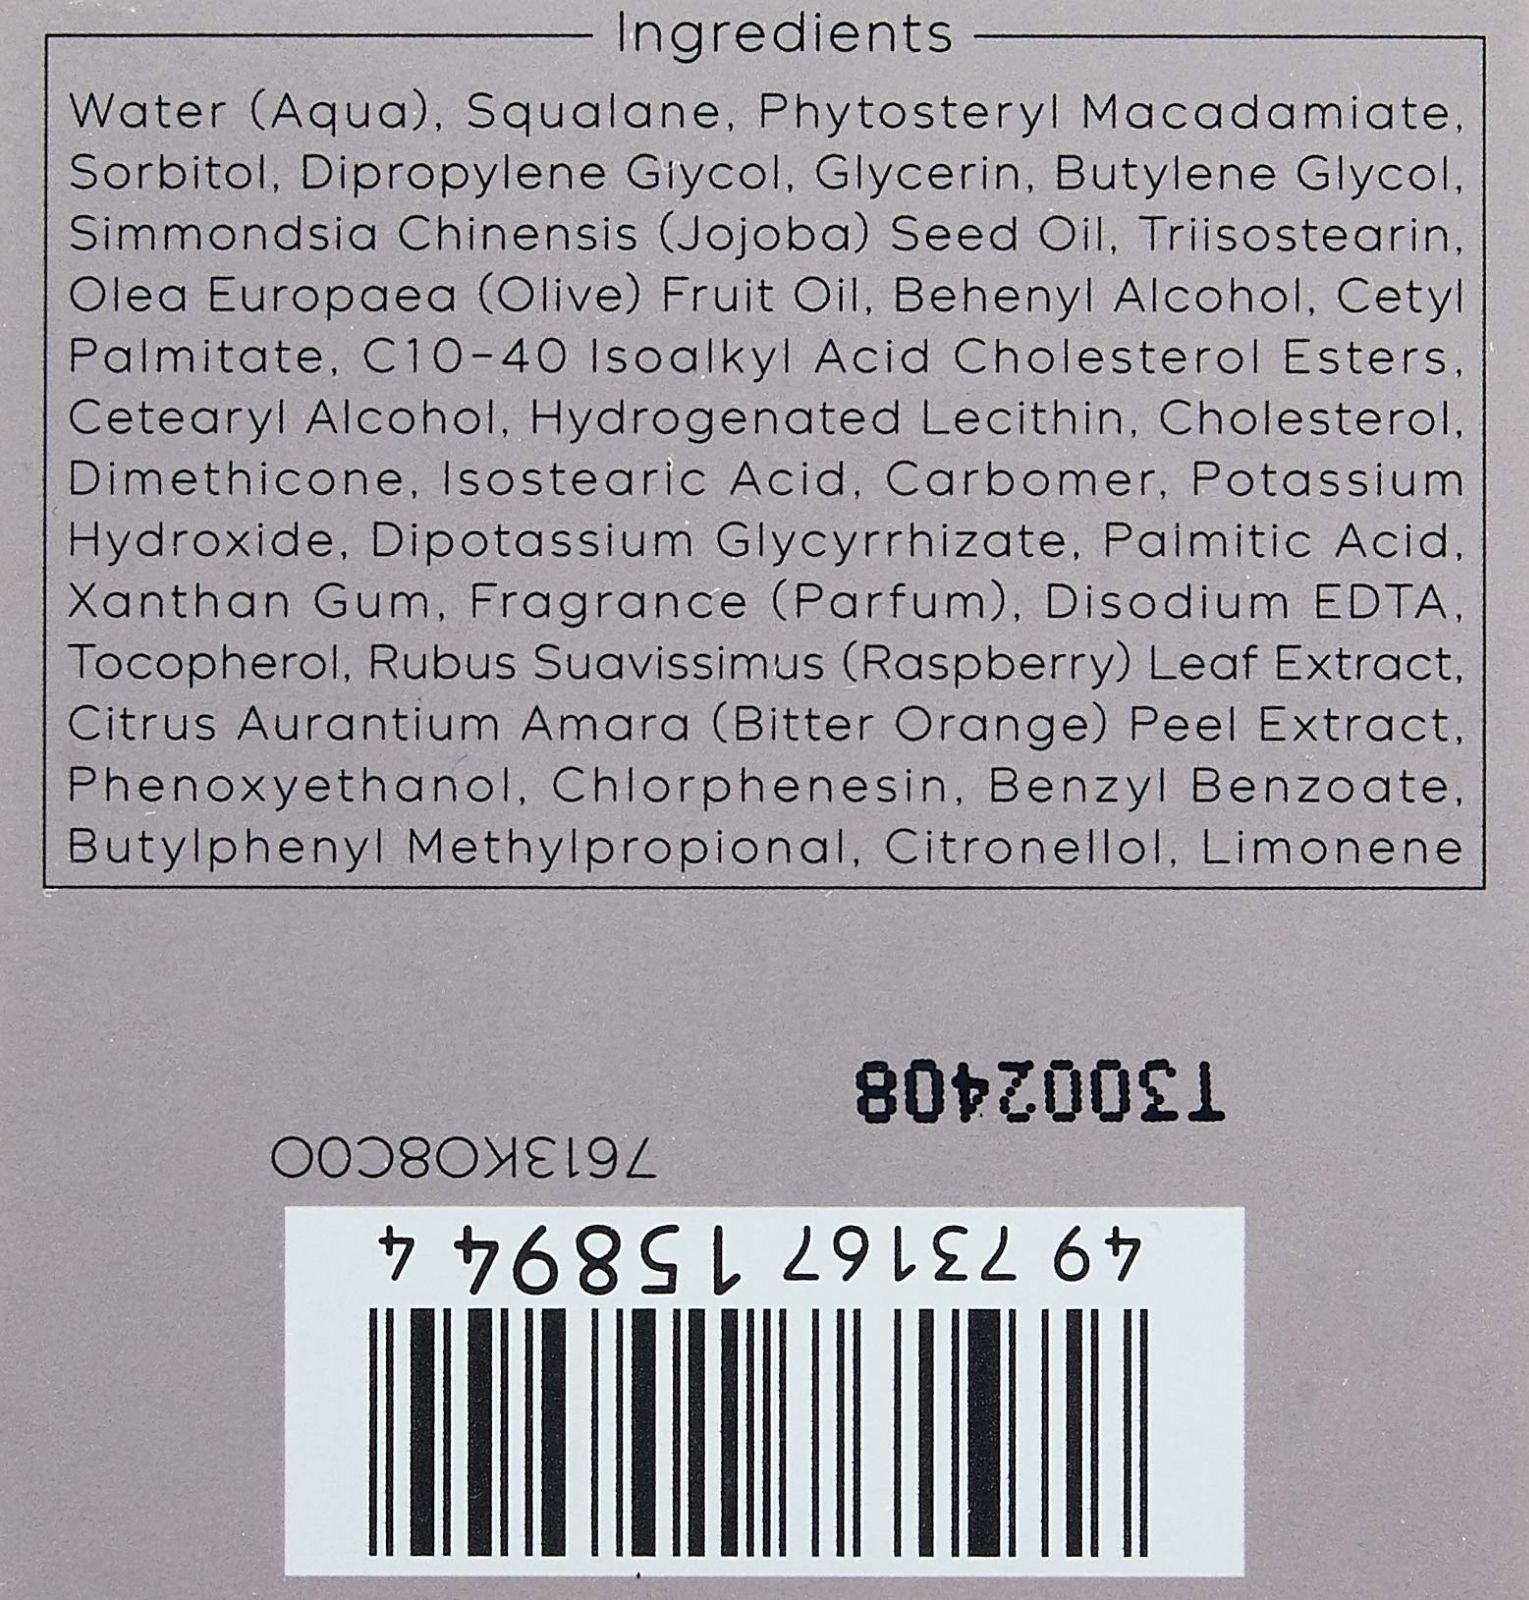 Ingredients
Water (Aqua), Squalane, Phytosteryl Macadamiate,
Sorbitol, Dipropylene Glycol, Glycerin, Butylene Glycol,
Simmondsia Chinensis (Jojoba) Seed Oil, Triisostearin,
Olea Europaea (Olive) Fruit Oil, Behenyl Alcohol, Cetyl
Palmitate, C10-40 Isoalkyl Acid Cholesterol Esters,
Cetearyl Alcohol, Hydrogenated Lecithin, Cholesterol,
Dimethicone, Isostearic Acid, Carbomer, Potassium
Hydroxide, Dipotassium Glycyrrhizate, Palmitic Acid,
Xanthan Gum, Fragrance (Parfum), Disodium EDTA,
Tocopherol, Rubus Suavissimus (Raspberry) Leaf Extract,
Citrus Aurantium Amara (Bitter Orange) Peel Extract,
Phenoxyethanol, Chlorphenesin, Benzyl Benzoate,
Butylphenyl Methylpropional, Citronellol, Limonene
T3002408
7613KO8C00
49 73167 15894 4